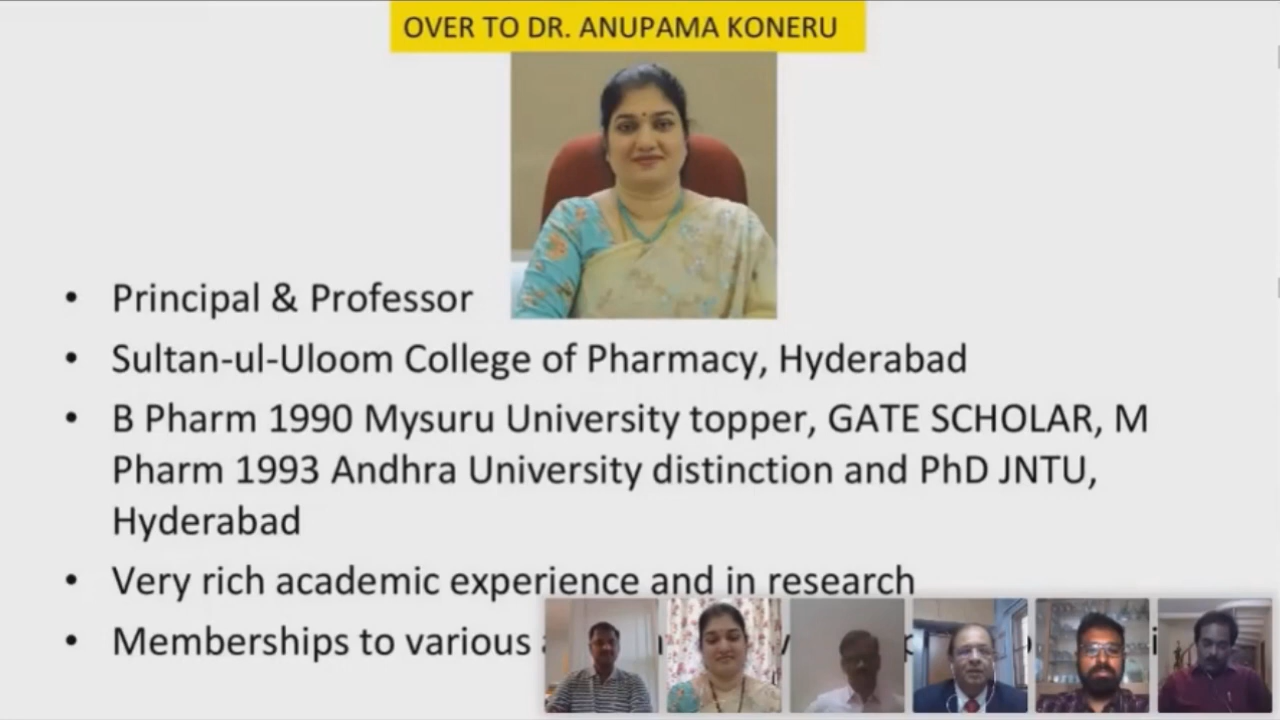 OVER TO DR. ANUPAMA KONERU
• Principal & Professor
• Sultan-ul-Uloom College of Pharmacy, Hyderabad
• B Pharm 1990 Mysuru University topper, GATE SCHOLAR, M
Pharm 1993 Andhra University distinction and PhD JNTU,
Hyderabad
• Very rich academic experience and in research
• Memberships to various